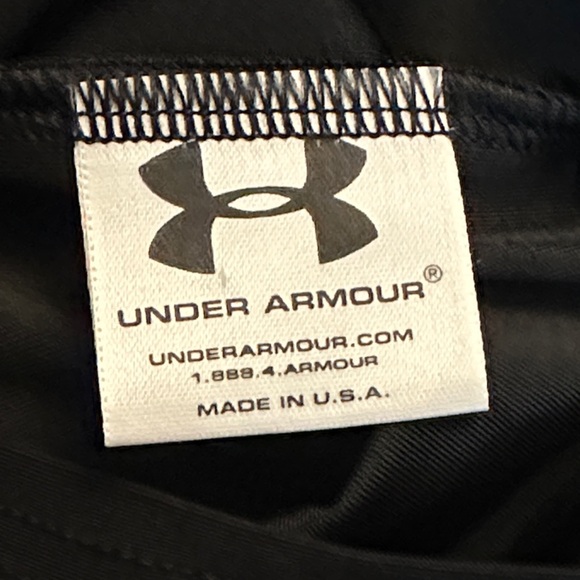 UNDER ARMOUR®
UNDERARMOUR.COM
1.888.4.ARMOUR
MADE IN U.S.A.